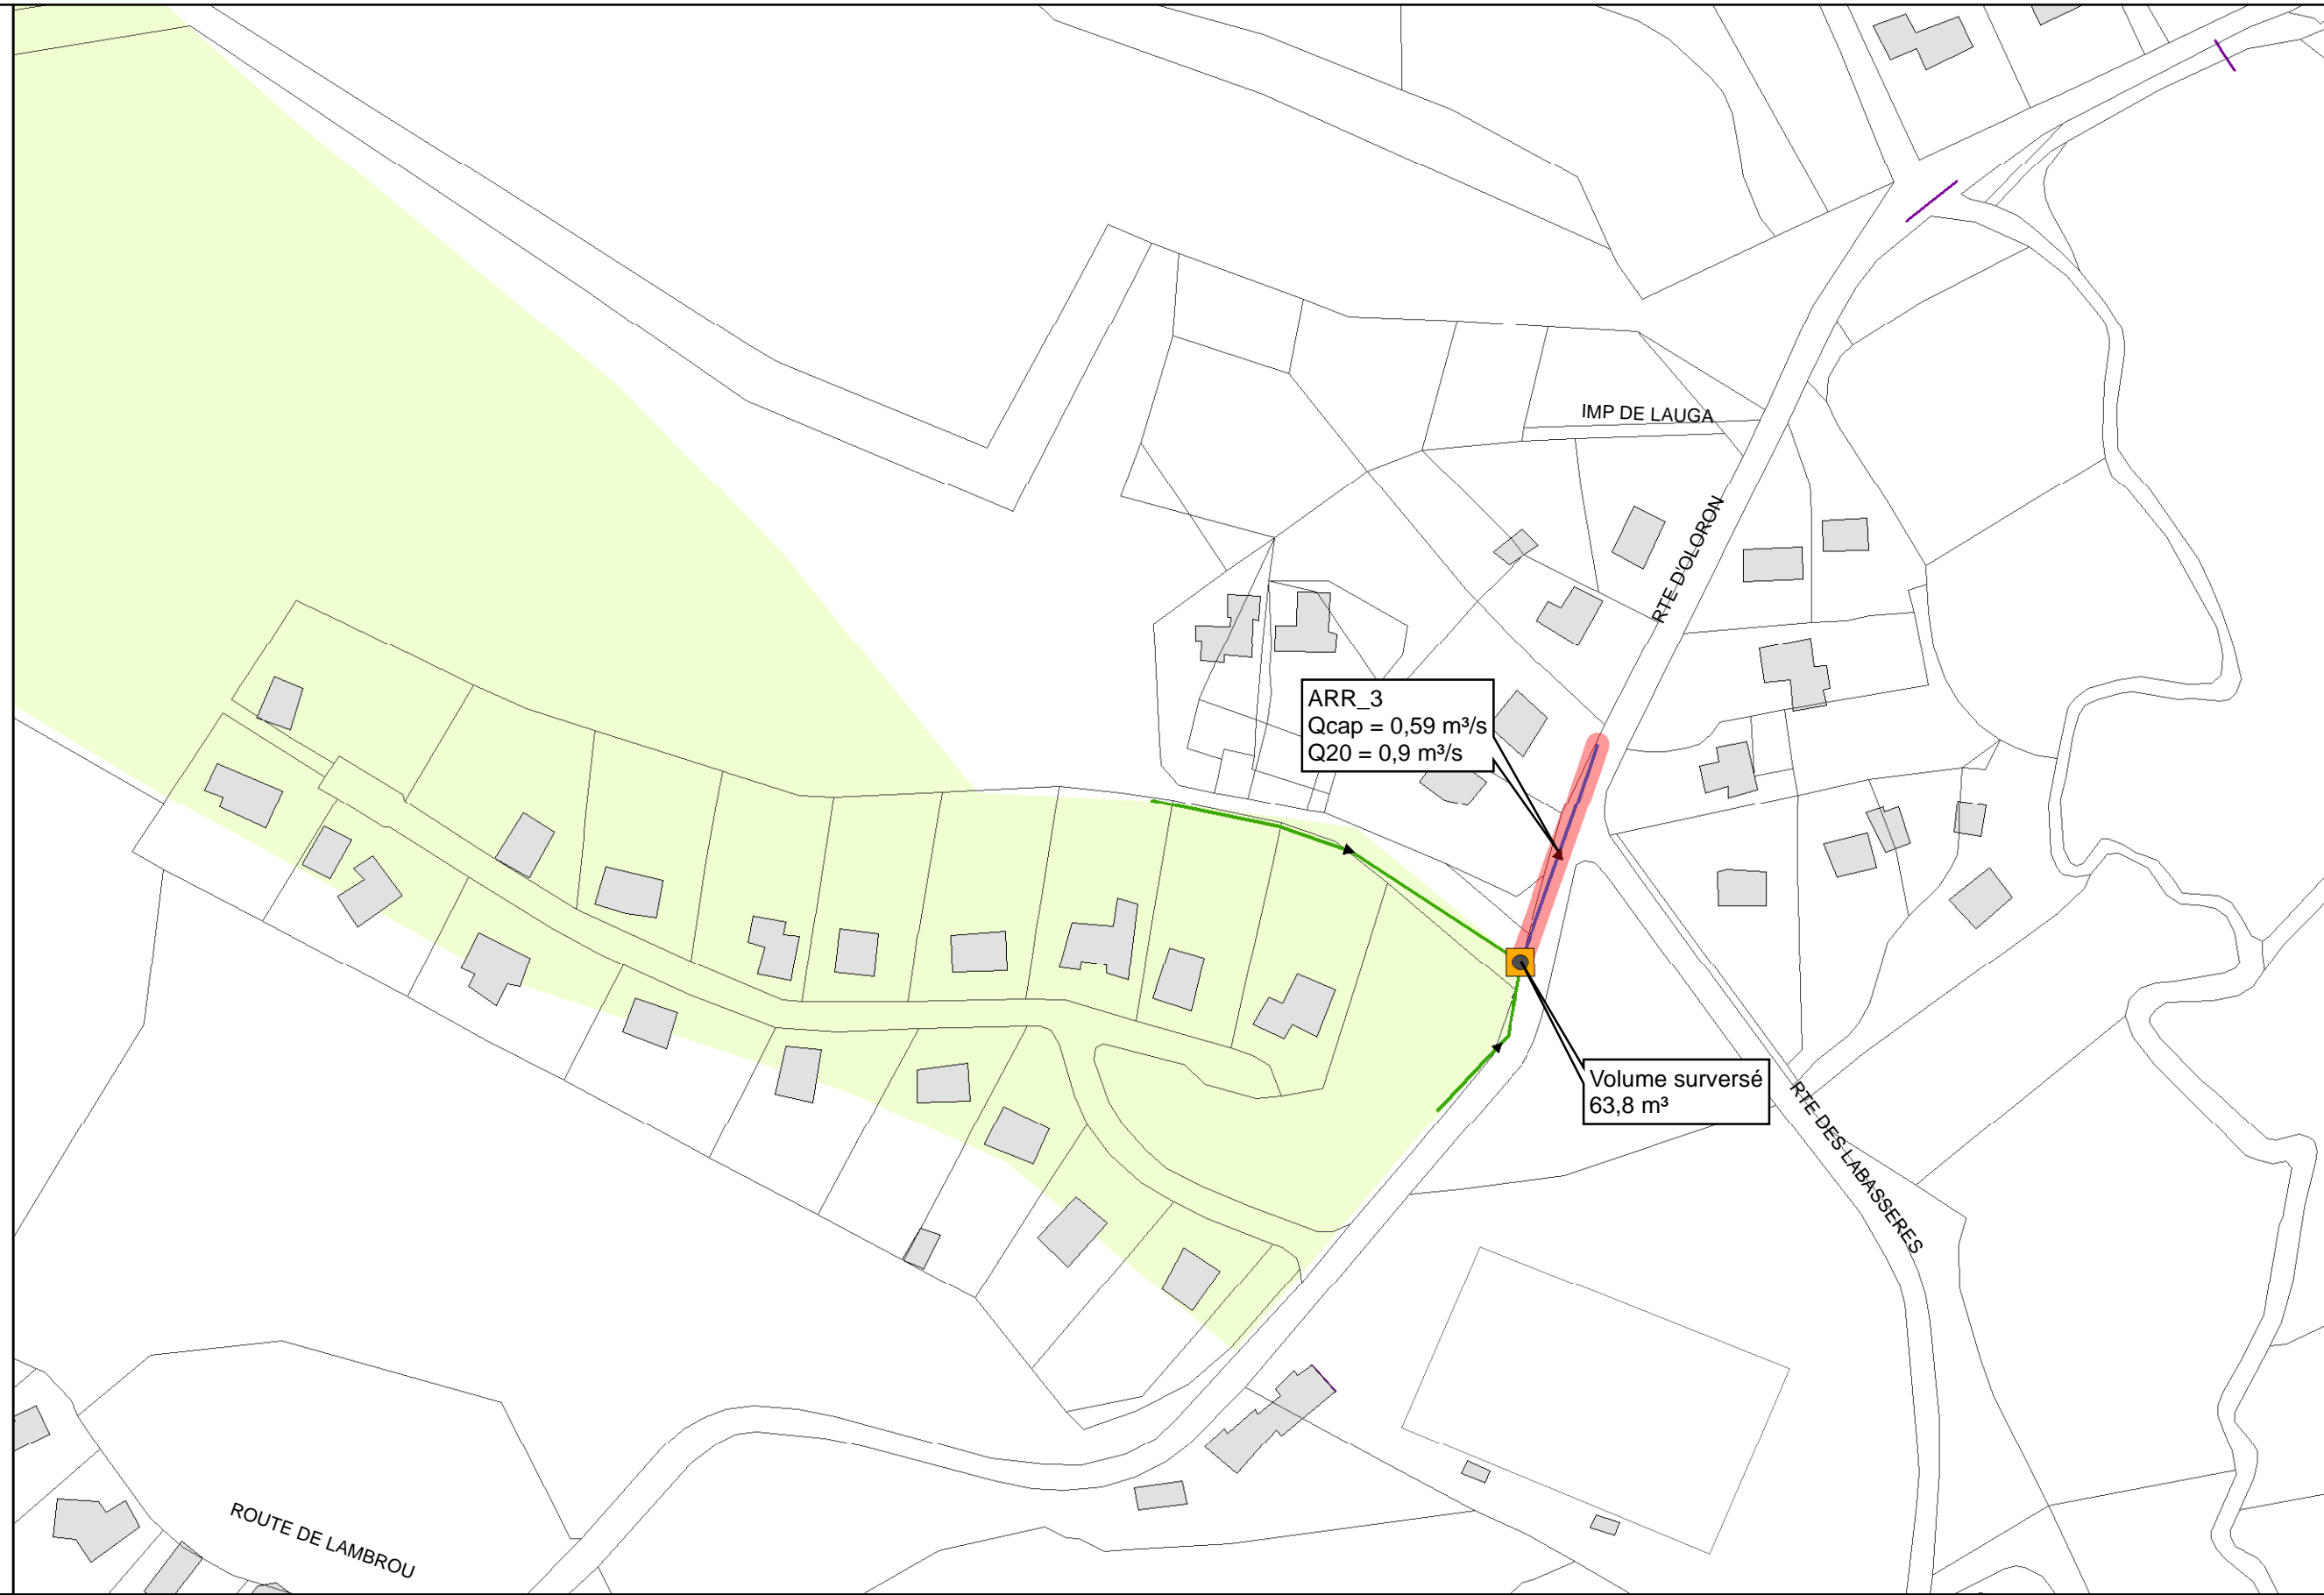 IMP DE LAUGA
RTE D'OLORON
ARR_3
Qcap = 0,59 m³/s
Q20 = 0,9 m³/s
Volume surversé
63,8 m³
RTE DES LABASSERES
ROUTE DE LAMBROU